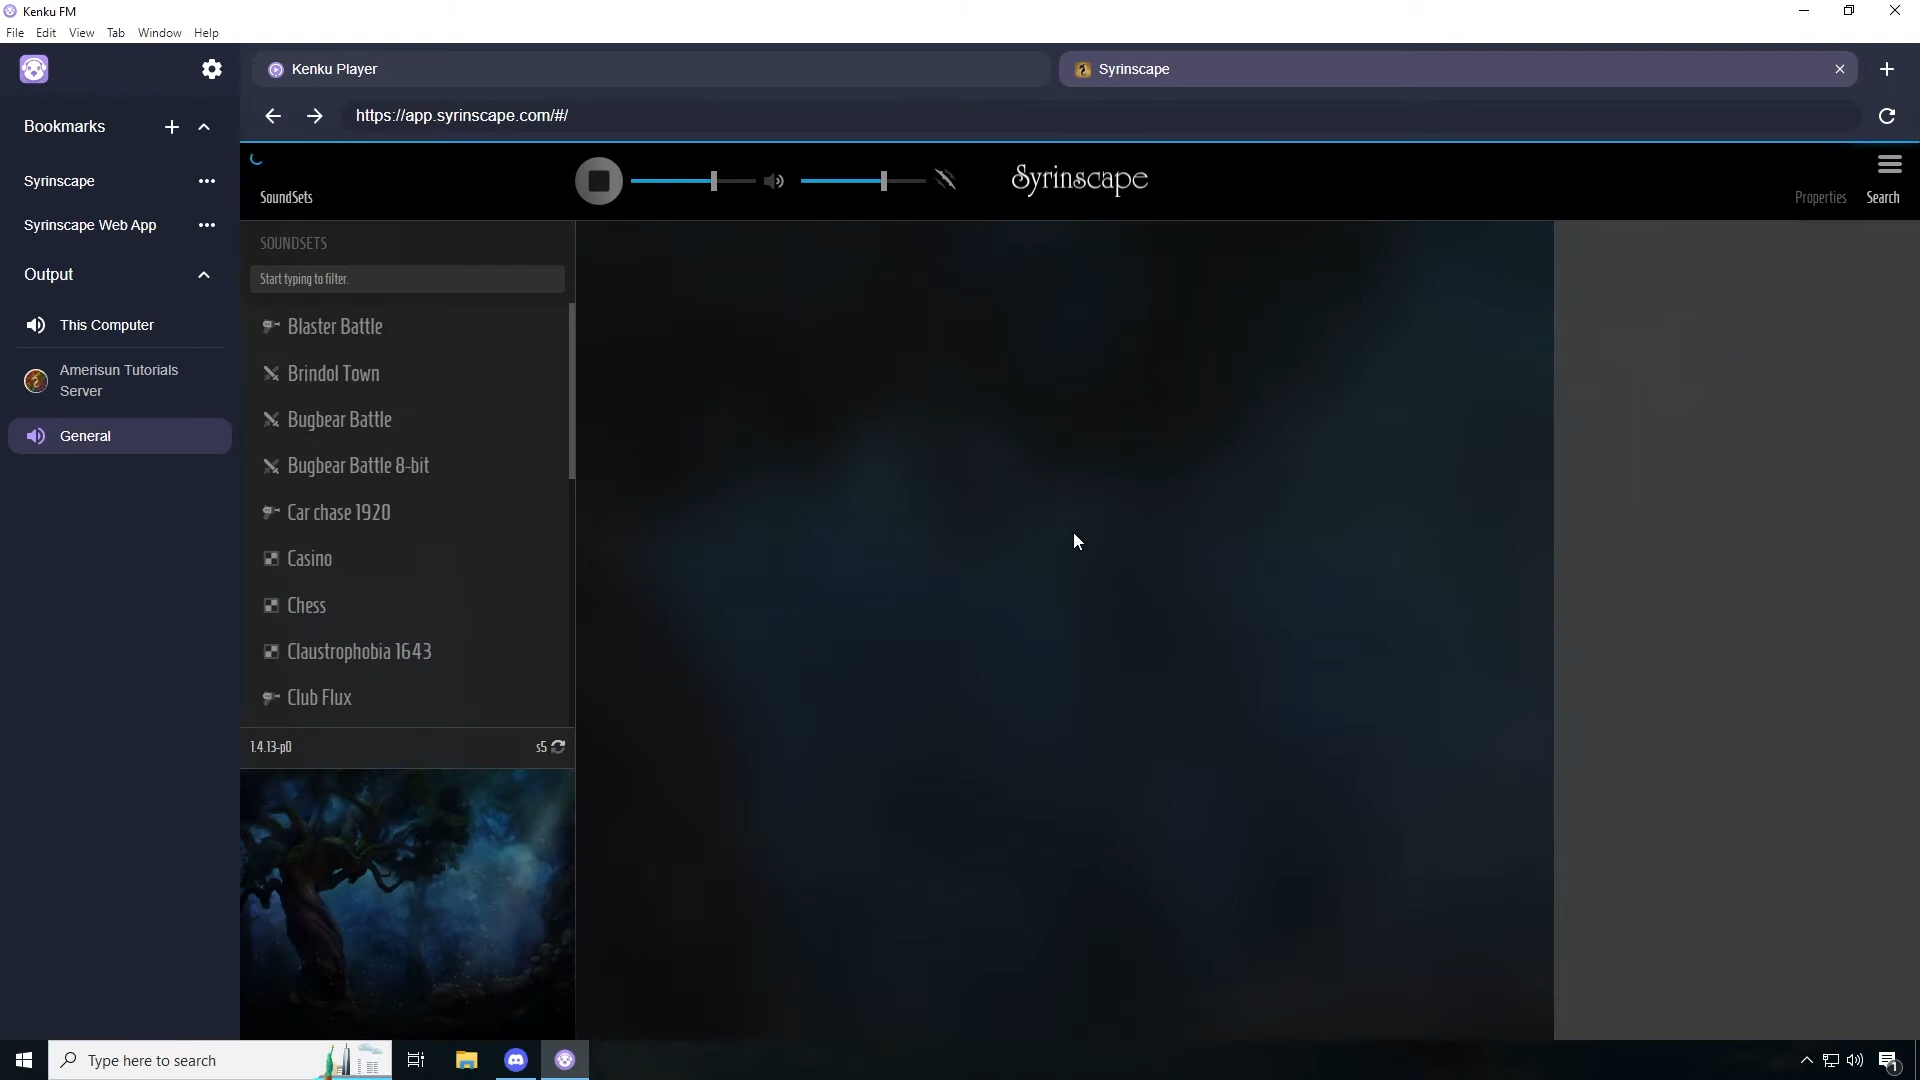 Kenku FM
File Edit View Tab Window Help
Kenku Player
Syrinscape
https://app.syrinscape.com/#/
Bookmarks
Syrinscape
Syrinscape Web App
Output
This Computer
Amerisun Tutorials
Server
General
SoundSets
Syrinscape
Properties
Search
SOUNDSETS
Start typing to filter.
Blaster Battle
Brindol Town
Bugbear Battle
Bugbear Battle 8-bit
Car chase 1920
Casino
Chess
Claustrophobia 1643
Club Flux
1.4.13-p0
s5
Type here to search
1